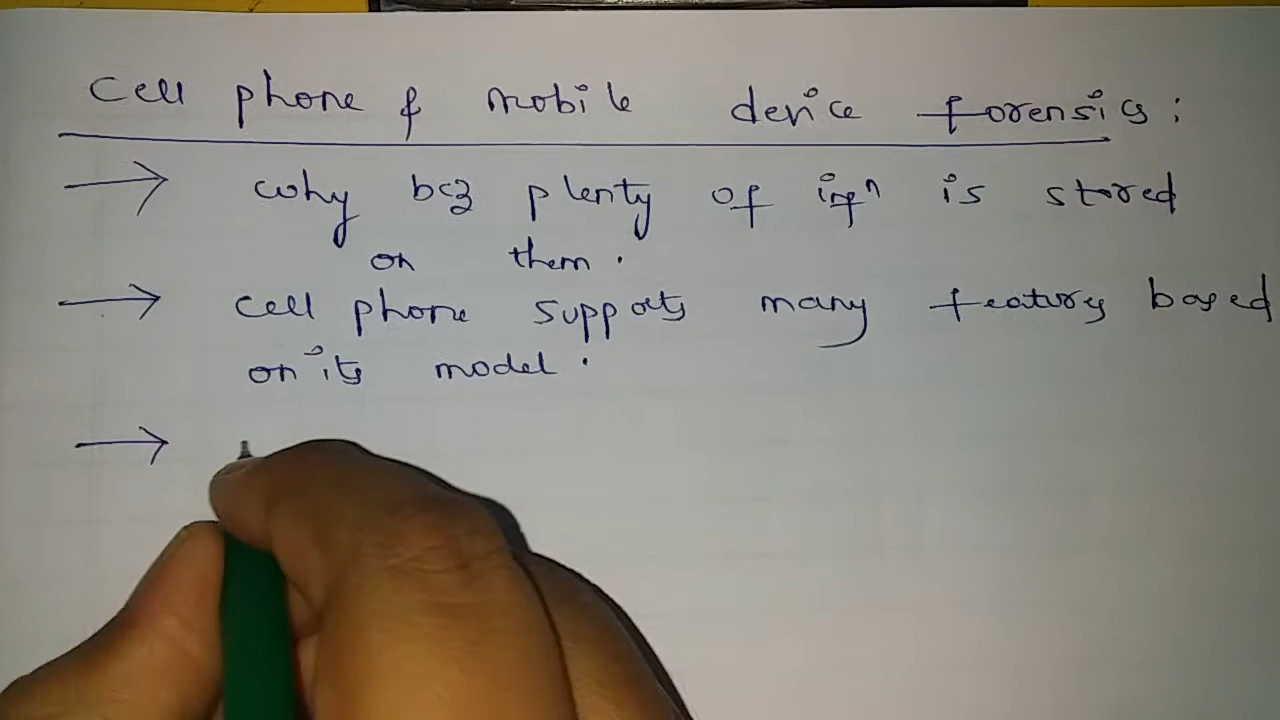 Cell phone & mobile device forensics:
→ why bcz plenty of infⁿ is stored
on them.
→ cell phone supports many features based
on its model.
→